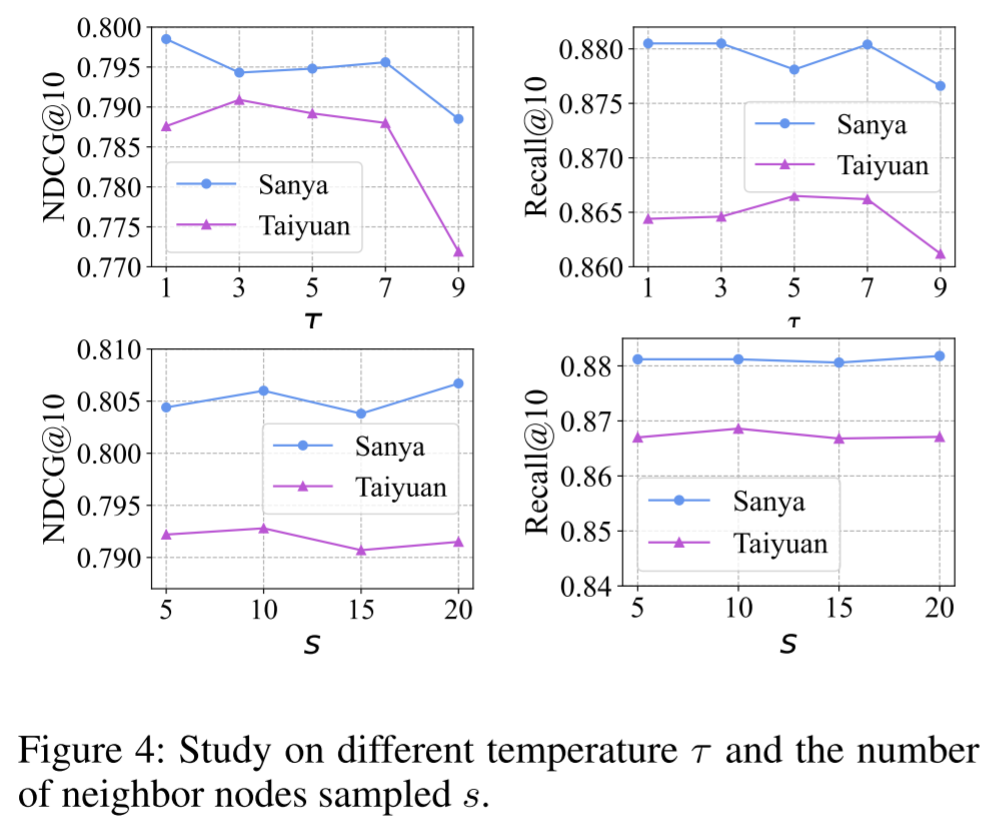 NDCG@10
0.800
0.795
0.790
0.785
0.780
0.775
0.770
Sanya
Taiyuan
1 3 5 7 9
τ
Recall@10
0.880
0.875
0.870
0.865
0.860
Sanya
Taiyuan
1 3 5 7 9
τ
NDCG@10
0.810
0.805
0.800
0.795
0.790
Sanya
Taiyuan
5 10 15 20
S
Recall@10
0.88
0.87
0.86
0.85
0.84
Sanya
Taiyuan
5 10 15 20
S
Figure 4: Study on different temperature τ and the number
of neighbor nodes sampled s.